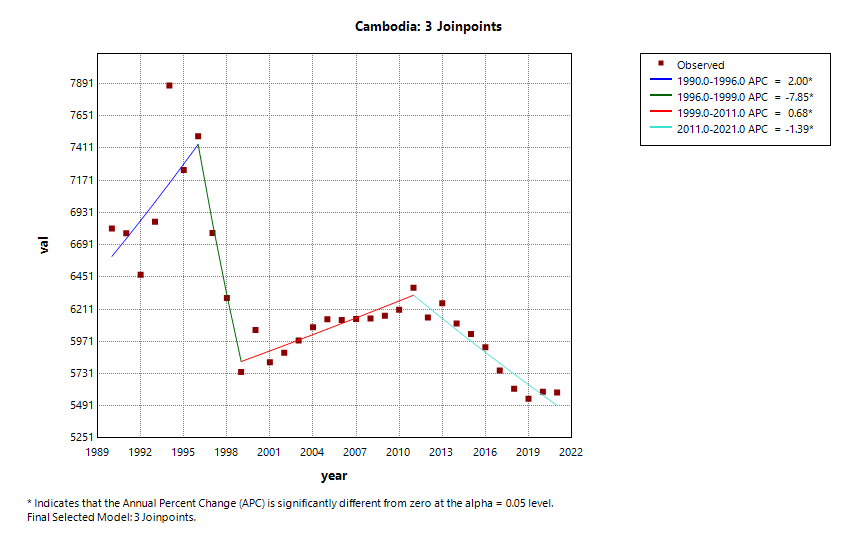 Cambodia: 3 Joinpoints
Observed
1990.0-1996.0 APC = 2.00*
1996.0-1999.0 APC = -7.85*
1999.0-2011.0 APC = 0.68*
2011.0-2021.0 APC = -1.39*
val
7891
7651
7411
7171
6931
6691
6451
6211
5971
5731
5491
5251
1989 1992 1995 1998 2001 2004 2007 2010 2013 2016 2019 2022
year
* Indicates that the Annual Percent Change (APC) is significantly different from zero at the alpha = 0.05 level.
Final Selected Model: 3 Joinpoints.